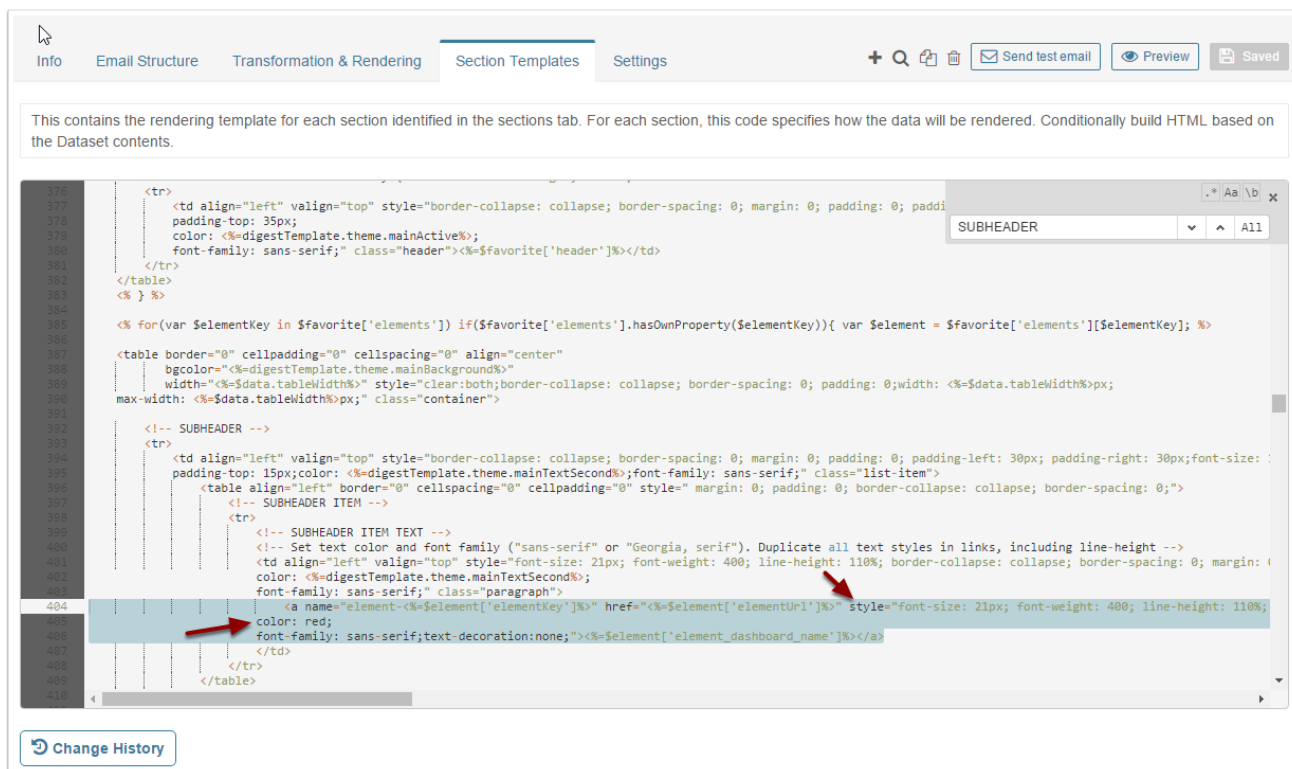 Info Email Structure Transformation & Rendering Section Templates Settings Send test email Preview Saved
This contains the rendering template for each section identified in the sections tab. For each section, this code specifies how the data will be rendered. Conditionally build HTML based on
the Dataset contents.
.* Aa \b x
SUBHEADER All
376 <tr>
377 <td align="left" valign="top" style="border-collapse: collapse; border-spacing: 0; margin: 0; padding: 0; paddi
378 padding-top: 35px;
379 color: <%=digestTemplate.theme.mainActive%>;
380 font-family: sans-serif;" class="header"><%=$favorite['header']%></td>
381 </tr>
382 </table>
383 <% } %>
384
385 <% for(var $elementKey in $favorite['elements']) if($favorite['elements'].hasOwnProperty($elementKey)){ var $element = $favorite['elements'][$elementKey]; %>
386
387 <table border="0" cellpadding="0" cellspacing="0" align="center"
388 bgcolor="<%=digestTemplate.theme.mainBackground%>"
389 width="<%=$data.tableWidth%>" style="clear:both;border-collapse: collapse; border-spacing: 0; padding: 0;width: <%=$data.tableWidth%>px;
390 max-width: <%=$data.tableWidth%>px;" class="container">
391
392 <!-- SUBHEADER -->
393 <tr>
394 <td align="left" valign="top" style="border-collapse: collapse; border-spacing: 0; margin: 0; padding: 0; padding-left: 30px; padding-right: 30px;font-size:
395 padding-top: 15px;color: <%=digestTemplate.theme.mainTextSecond%>;font-family: sans-serif;" class="list-item">
396 <table align="left" border="0" cellspacing="0" cellpadding="0" style=" margin: 0; padding: 0; border-collapse: collapse; border-spacing: 0;">
397 <!-- SUBHEADER ITEM -->
398 <tr>
399 <!-- SUBHEADER ITEM TEXT -->
400 <!-- Set text color and font family ("sans-serif" or "Georgia, serif"). Duplicate all text styles in links, including line-height -->
401 <td align="left" valign="top" style="font-size: 21px; font-weight: 400; line-height: 110%; border-collapse: collapse; border-spacing: 0; margin:
402 color: <%=digestTemplate.theme.mainTextSecond%>;
403 font-family: sans-serif;" class="paragraph">
404 <a name="element-<%=$element['elementKey']%>" href="<%=$element['elementUrl']%>" style="font-size: 21px; font-weight: 400; line-height: 110%;
405 color: red;
406 font-family: sans-serif;text-decoration:none;"><%=$element['element_dashboard_name']%></a>
407 </td>
408 </tr>
409 </table>
410
Change History